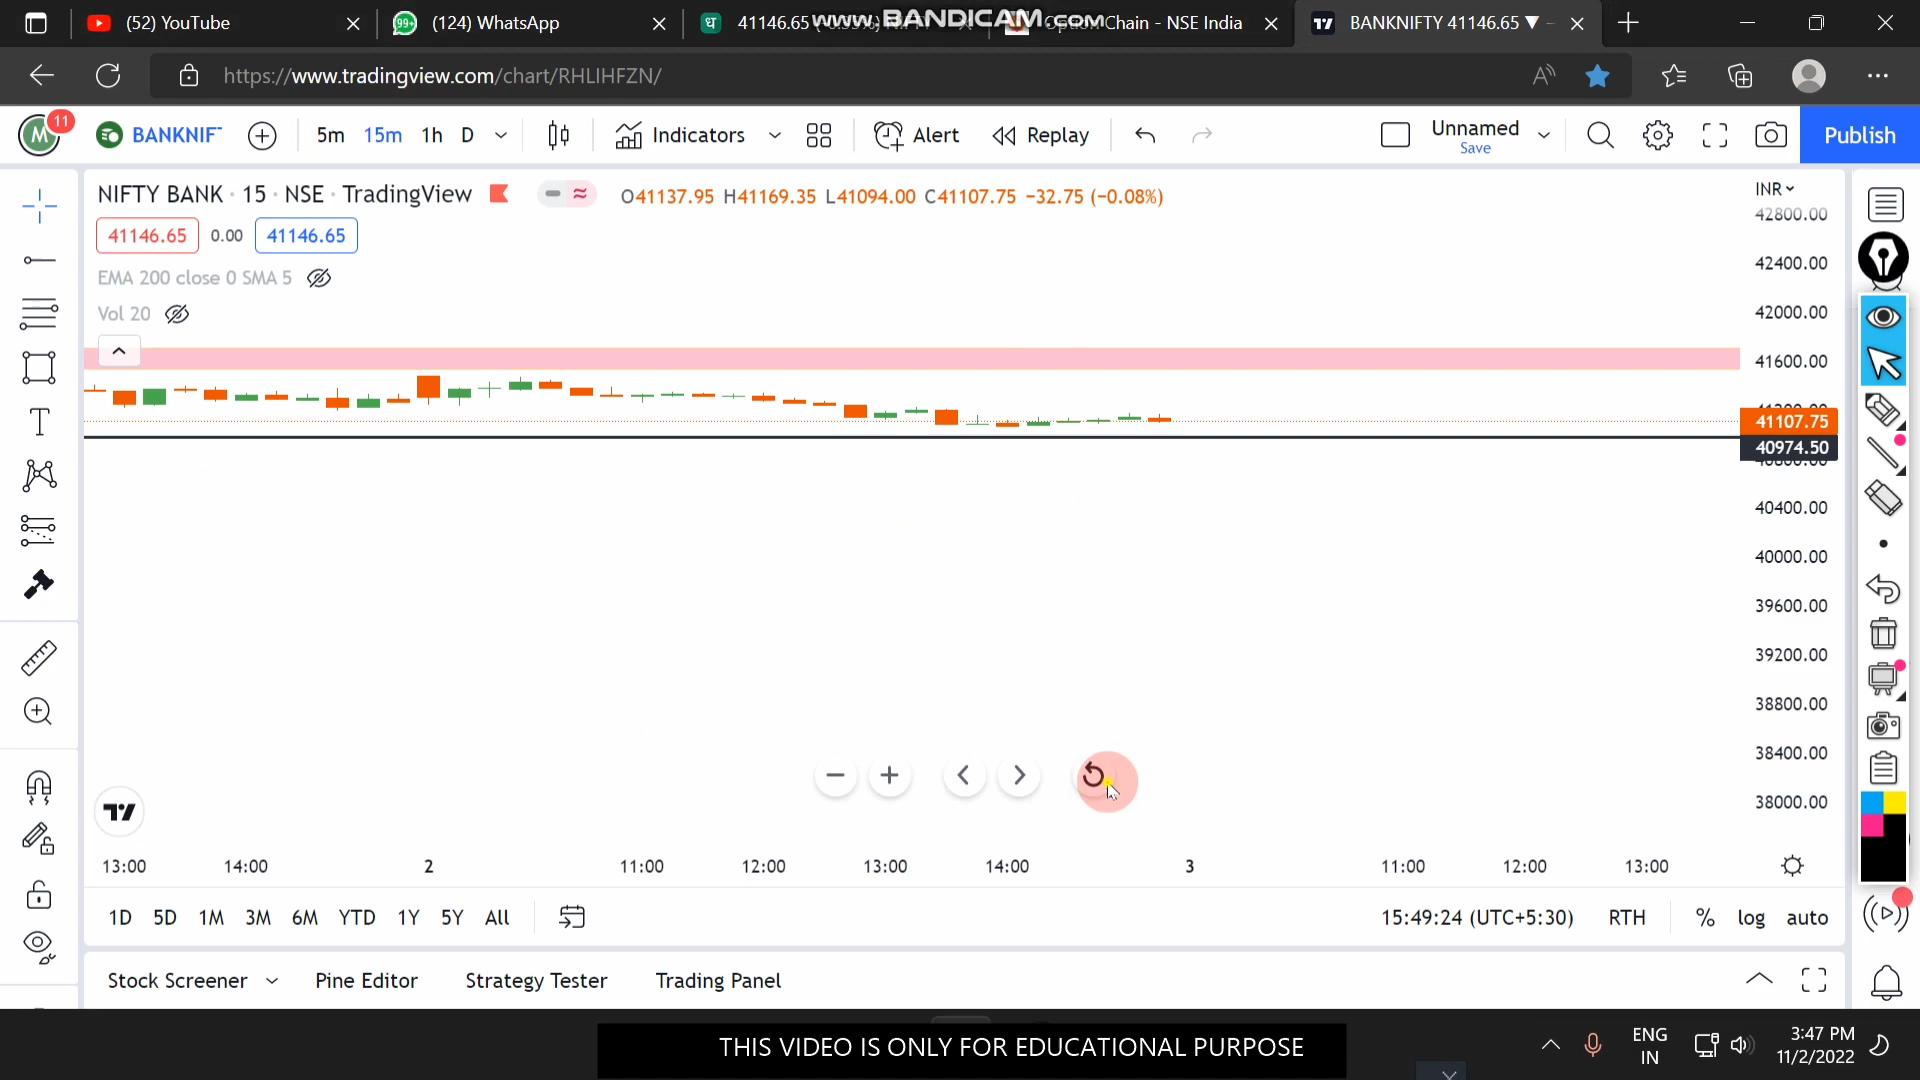 (52) YouTube
99+ (124) WhatsApp
41146.65
WWW.BANDICAM.COM
Chain - NSE India
BANKNIFTY 41146.65 ▼
https://www.tradingview.com/chart/RHLIHFZN/
M 11
BANKNIF
5m 15m 1h D
Indicators
Alert
Replay
Unnamed
Save
Publish
NIFTY BANK · 15 · NSE · TradingView
O41137.95 H41169.35 L41094.00 C41107.75 −32.75 (−0.08%)
INR
41146.65 0.00 41146.65
EMA 200 close 0 SMA 5
Vol 20
42800.00
42400.00
42000.00
41600.00
41107.75
40974.50
40400.00
40000.00
39600.00
39200.00
38800.00
38400.00
38000.00
13:00 14:00 2 11:00 12:00 13:00 14:00 3 11:00 12:00 13:00
1D 5D 1M 3M 6M YTD 1Y 5Y All
15:49:24 (UTC+5:30) RTH % log auto
Stock Screener Pine Editor Strategy Tester Trading Panel
THIS VIDEO IS ONLY FOR EDUCATIONAL PURPOSE
ENG
IN
3:47 PM
11/2/2022